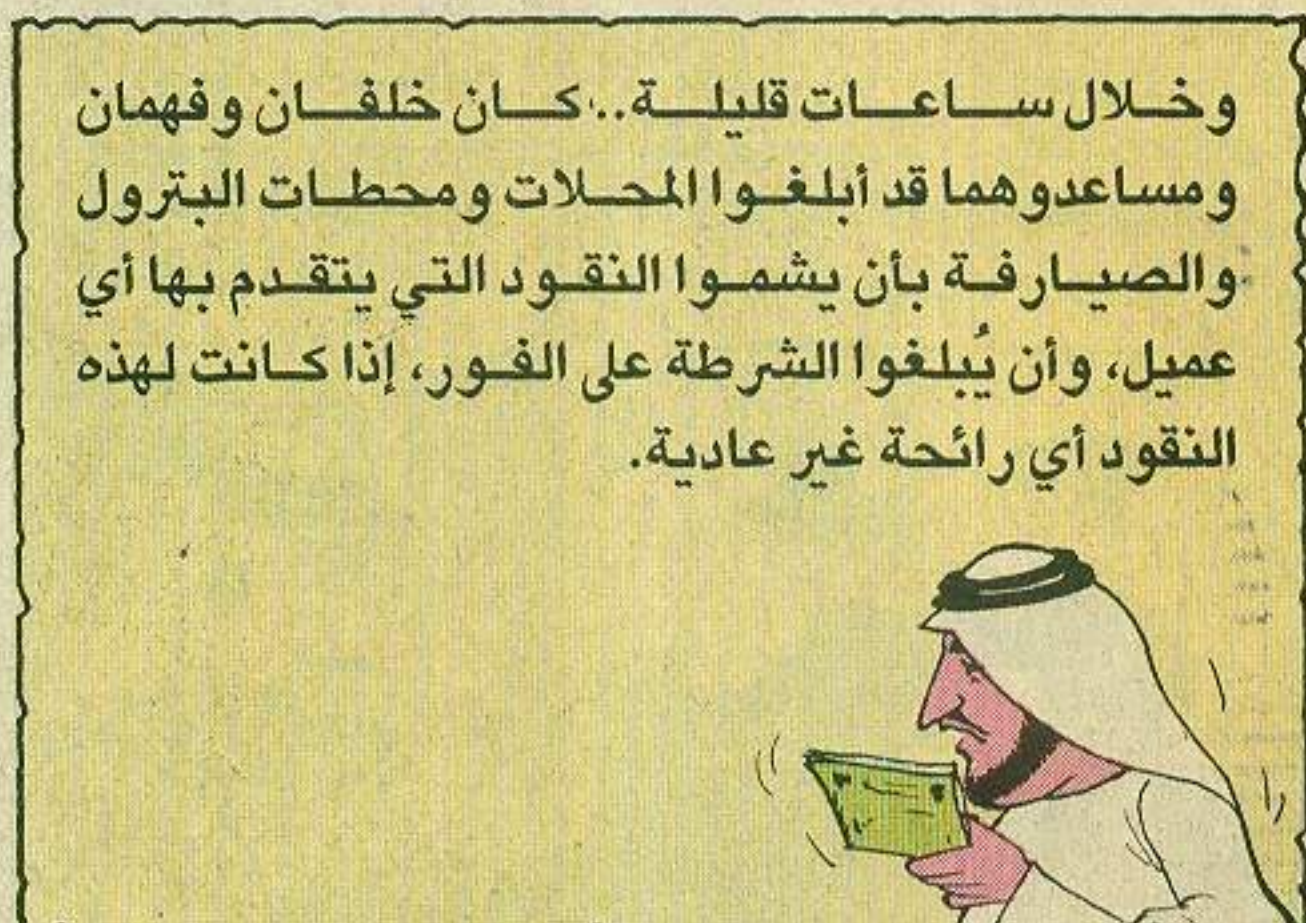 وخلال ساعات قليلة.. كان خلفان وفهمان
ومساعدوهما قد أبلغوا المحلات ومحطات البترول
والصيارفة بأن يشموا النقود التي يتقدم بها أي
عميل، وأن يُبلغوا الشرطة على الفور، إذا كانت لهذه
النقود أي رائحة غير عادية.